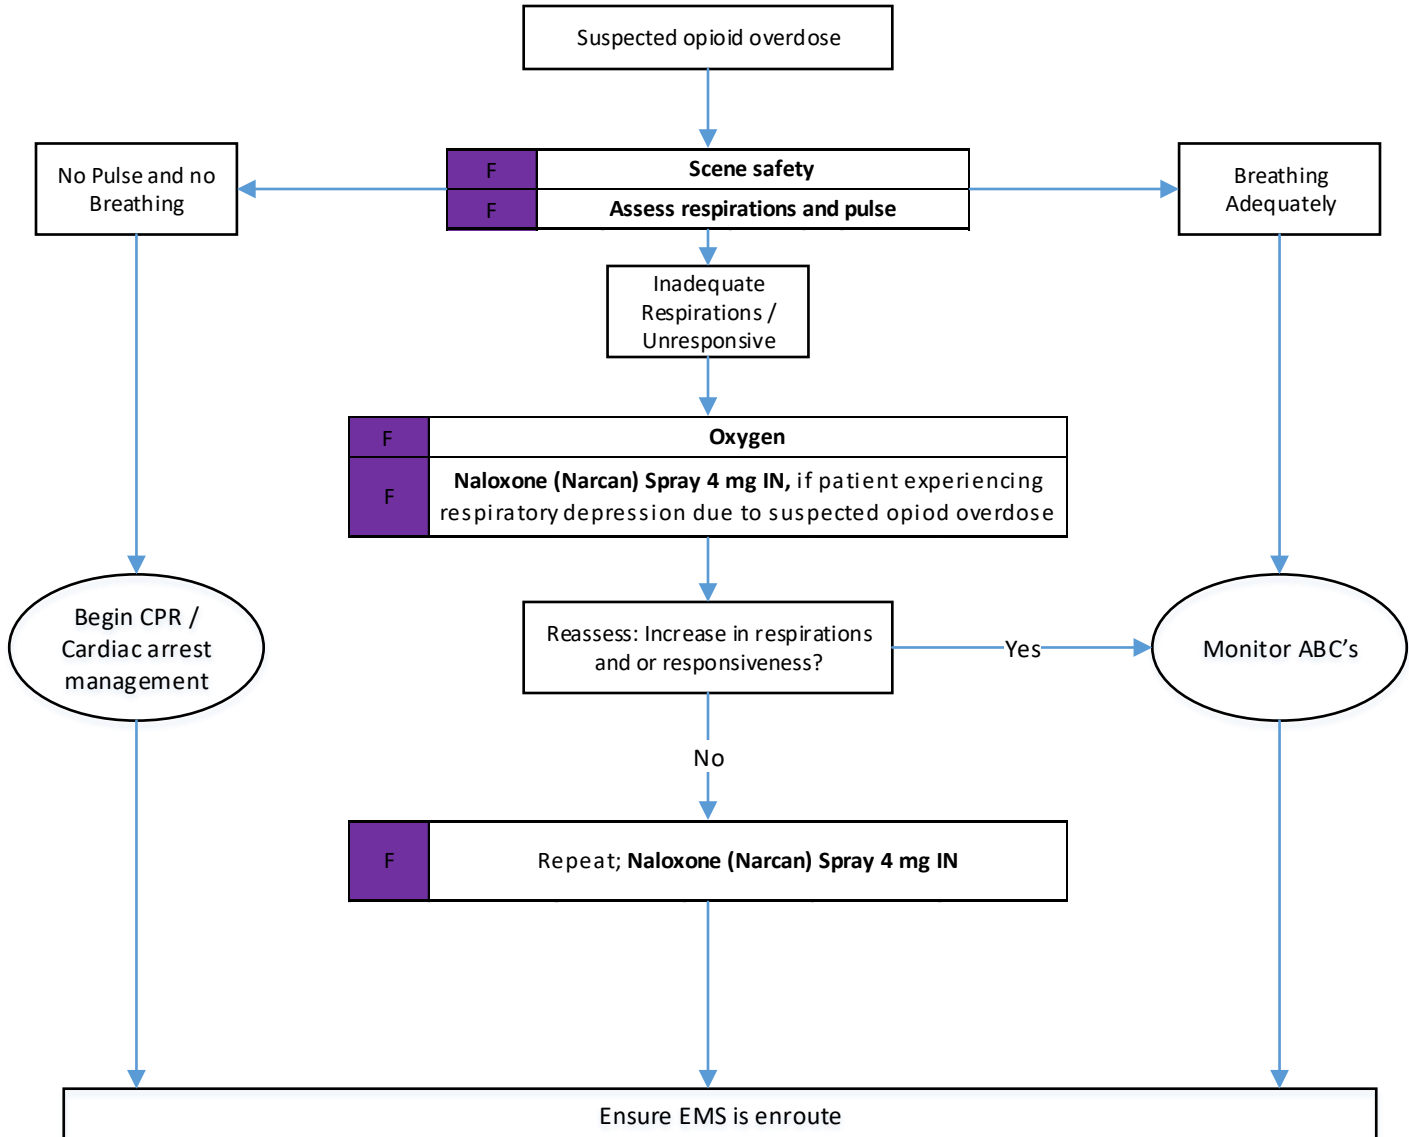 Suspected opioid overdose
No Pulse and no
Breathing
F
Scene safety
F
Assess respirations and pulse
Breathing
Adequately
Inadequate
Respirations /
Unresponsive
F
Oxygen
F
Naloxone (Narcan) Spray 4 mg IN, if patient experiencing
respiratory depression due to suspected opiod overdose
Begin CPR /
Cardiac arrest
management
Reassess: Increase in respirations
and or responsiveness?
Yes
Monitor ABC’s
No
F
Repeat; Naloxone (Narcan) Spray 4 mg IN
Ensure EMS is enroute